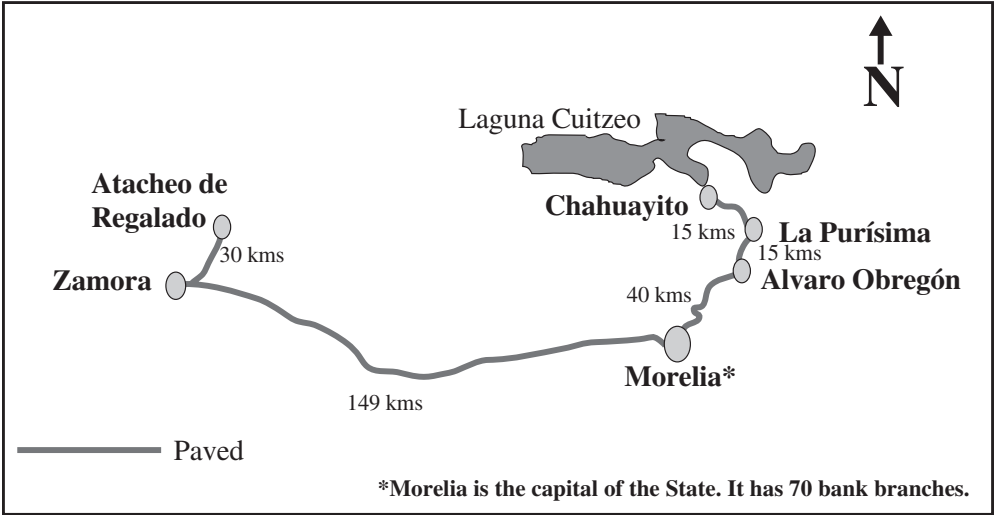 N
Laguna Cuitzeo
Atacheo de
Regalado
Chahuayito
15 kms
La Purísima
30 kms
15 kms
Zamora
Alvaro Obregón
40 kms
Morelia*
149 kms
Paved
*Morelia is the capital of the State. It has 70 bank branches.